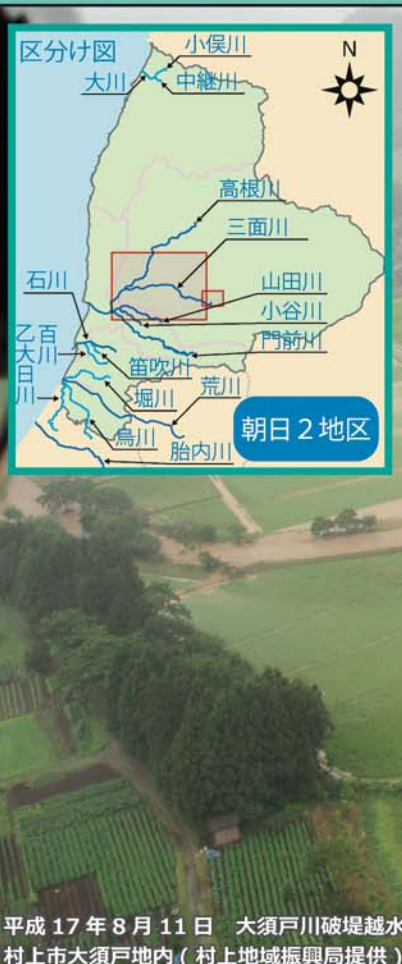 区分け図
小俣川
N
大川
中継川
高根川
三面川
石川
山田川
小谷川
門前川
乙大日川
百川
笛吹川
堀川
荒川
烏川
胎内川
朝日2地区
平成17年8月11日 大須戸川破堤越水
村上市大須戸地内(村上地域振興局提供)